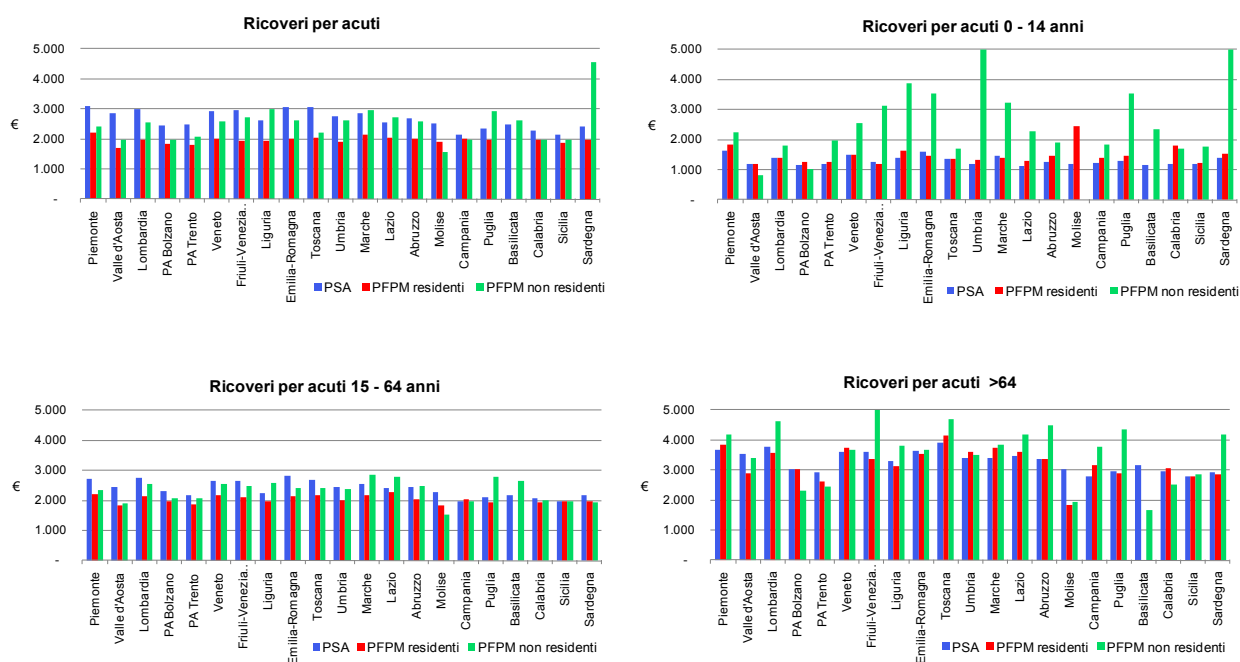 Ricoveri per acuti
5.000
4.000
3.000
2.000
1.000
-
€
Piemonte
Valle d'Aosta
Lombardia
PA Bolzano
PA Trento
Veneto
Friuli-Venezia..
Liguria
Emilia-Romagna
Toscana
Umbria
Marche
Lazio
Abruzzo
Molise
Campania
Puglia
Basilicata
Calabria
Sicilia
Sardegna
PSA PFPM residenti PFPM non residenti
Ricoveri per acuti 0 - 14 anni
5.000
4.000
3.000
2.000
1.000
-
€
Piemonte
Valle d'Aosta
Lombardia
PA Bolzano
PA Trento
Veneto
Friuli-Venezia..
Liguria
Emilia-Romagna
Toscana
Umbria
Marche
Lazio
Abruzzo
Molise
Campania
Puglia
Basilicata
Calabria
Sicilia
Sardegna
PSA PFPM residenti PFPM non residenti
Ricoveri per acuti 15 - 64 anni
5.000
4.000
3.000
2.000
1.000
-
€
Piemonte
Valle d'Aosta
Lombardia
PA Bolzano
PA Trento
Veneto
Friuli-Venezia..
Liguria
Emilia-Romagna
Toscana
Umbria
Marche
Lazio
Abruzzo
Molise
Campania
Puglia
Basilicata
Calabria
Sicilia
Sardegna
PSA PFPM residenti PFPM non residenti
Ricoveri per acuti >64
5.000
4.000
3.000
2.000
1.000
-
€
Piemonte
Valle d'Aosta
Lombardia
PA Bolzano
PA Trento
Veneto
Friuli-Venezia..
Liguria
Emilia-Romagna
Toscana
Umbria
Marche
Lazio
Abruzzo
Molise
Campania
Puglia
Basilicata
Calabria
Sicilia
Sardegna
PSA PFPM residenti PFPM non residenti